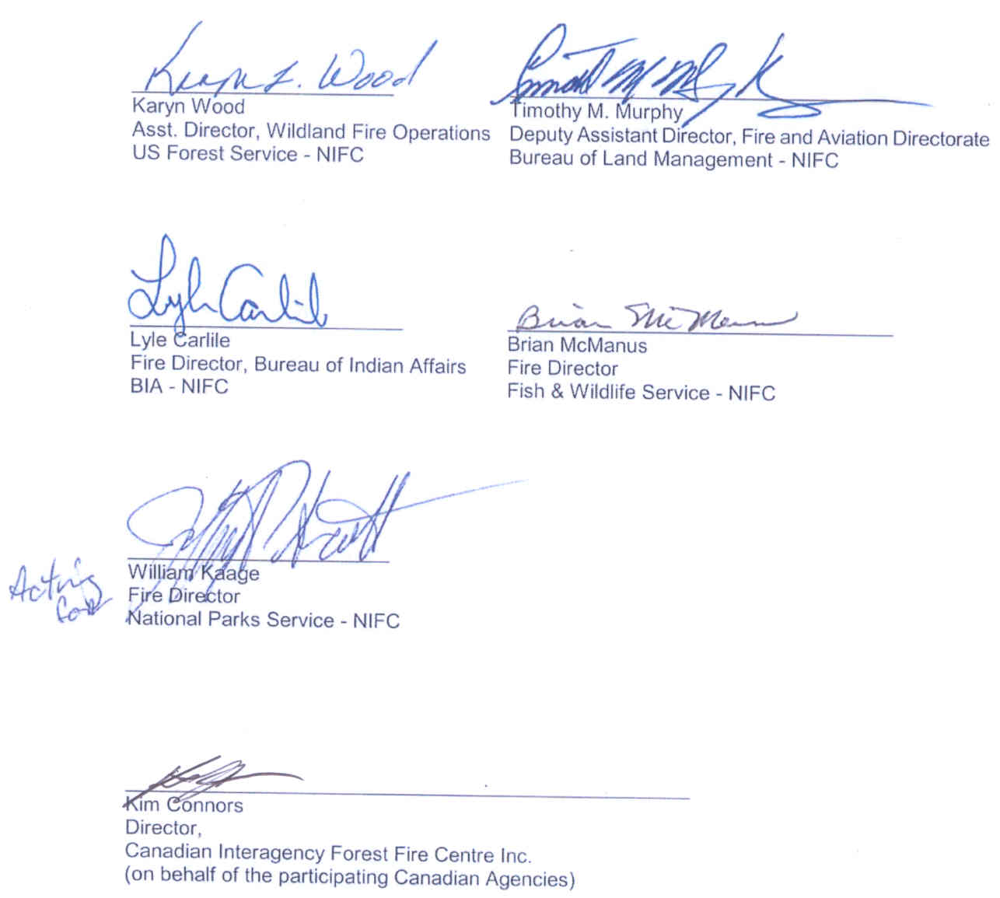 Karyn L. Wood
Karyn Wood
Asst. Director, Wildland Fire Operations
US Forest Service - NIFC
Timothy M. Murphy
Deputy Assistant Director, Fire and Aviation Directorate
Bureau of Land Management - NIFC
Lyle Carlile
Lyle Carlile
Fire Director, Bureau of Indian Affairs
BIA - NIFC
Brian McManus
Brian McManus
Fire Director
Fish & Wildlife Service - NIFC
Acting
for
William Kaage
Fire Director
National Parks Service - NIFC
Kim Connors
Director,
Canadian Interagency Forest Fire Centre Inc.
(on behalf of the participating Canadian Agencies)